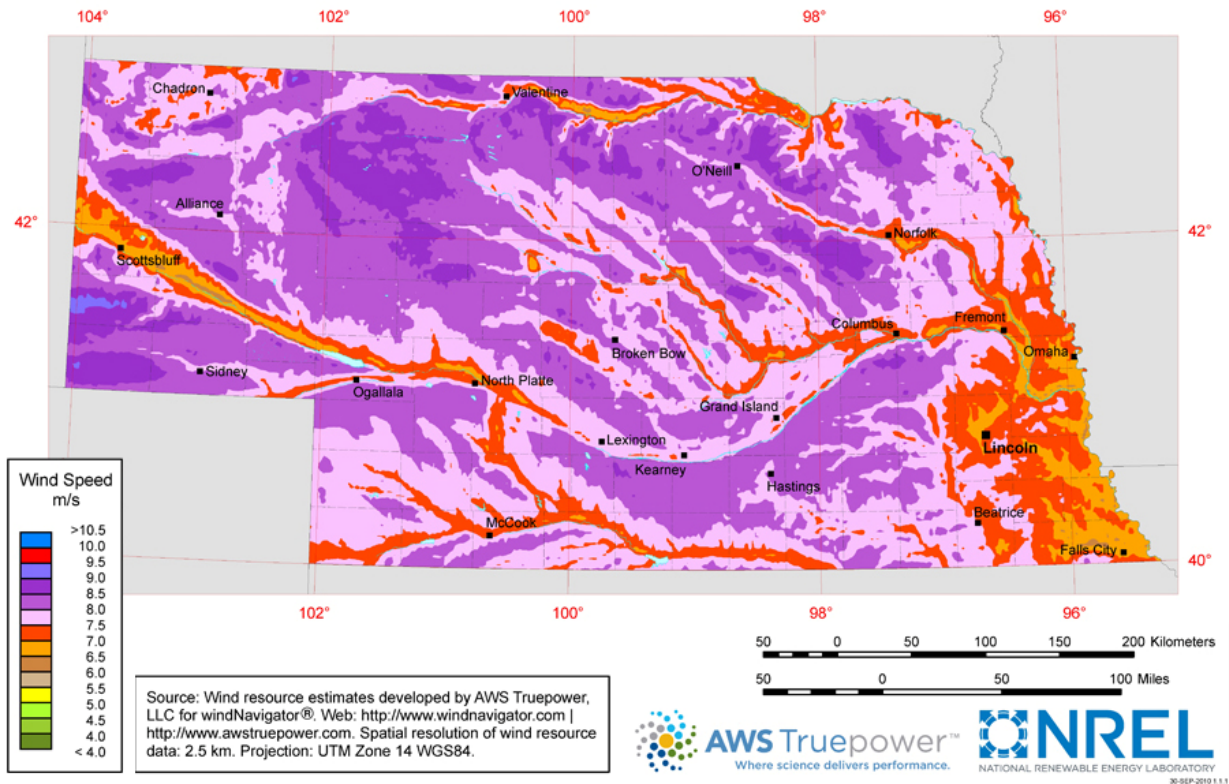 104° 102° 100° 98° 96°
Chadron
Valentine
O'Neill
Alliance
42° 42°
Norfolk
Scottsbluff
Columbus
Fremont
Broken Bow
Omaha
Sidney
North Platte
Ogallala
Grand Island
Lexington
Lincoln
Kearney
Hastings
Beatrice
McCook
Falls City
40°
102° 100° 98° 96°
Wind Speed
m/s
>10.5
10.0
9.5
9.0
8.5
8.0
7.5
7.0
6.5
6.0
5.5
5.0
4.5
4.0
< 4.0
50 0 50 100 150 200 Kilometers
50 0 50 100 Miles
Source: Wind resource estimates developed by AWS Truepower,
LLC for windNavigator®. Web: http://www.windnavigator.com |
http://www.awstruepower.com. Spatial resolution of wind resource
data: 2.5 km. Projection: UTM Zone 14 WGS84.
AWS Truepower™
Where science delivers performance.
NREL
NATIONAL RENEWABLE ENERGY LABORATORY
30-SEP-2010 1.1.1